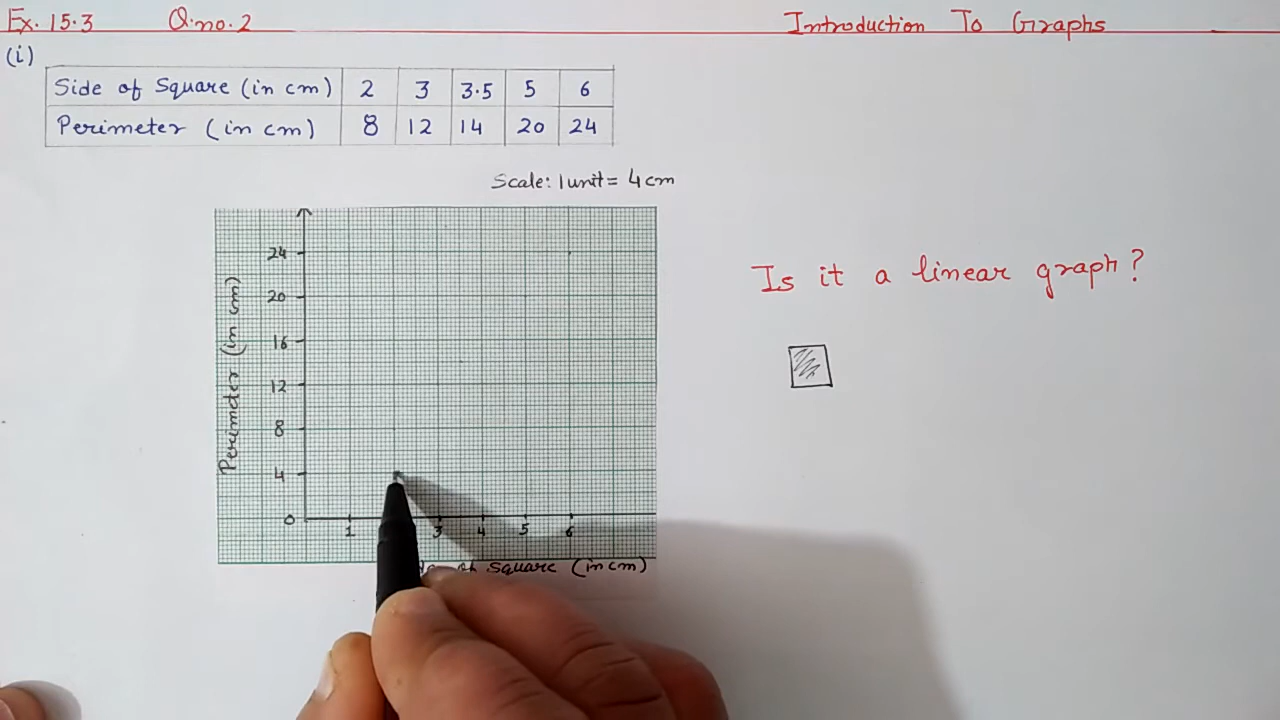 Ex. 15.3 Q.no.2 Introduction To Graphs
(i)
Side of Square (in cm) 2 3 3.5 5 6
Perimeter (in cm) 8 12 14 20 24
Scale: 1 unit = 4 cm
Is it a linear graph?
Perimeter (in cm)
24
20
16
12
8
4
0
1 3 4 5 6
of Square (in cm)